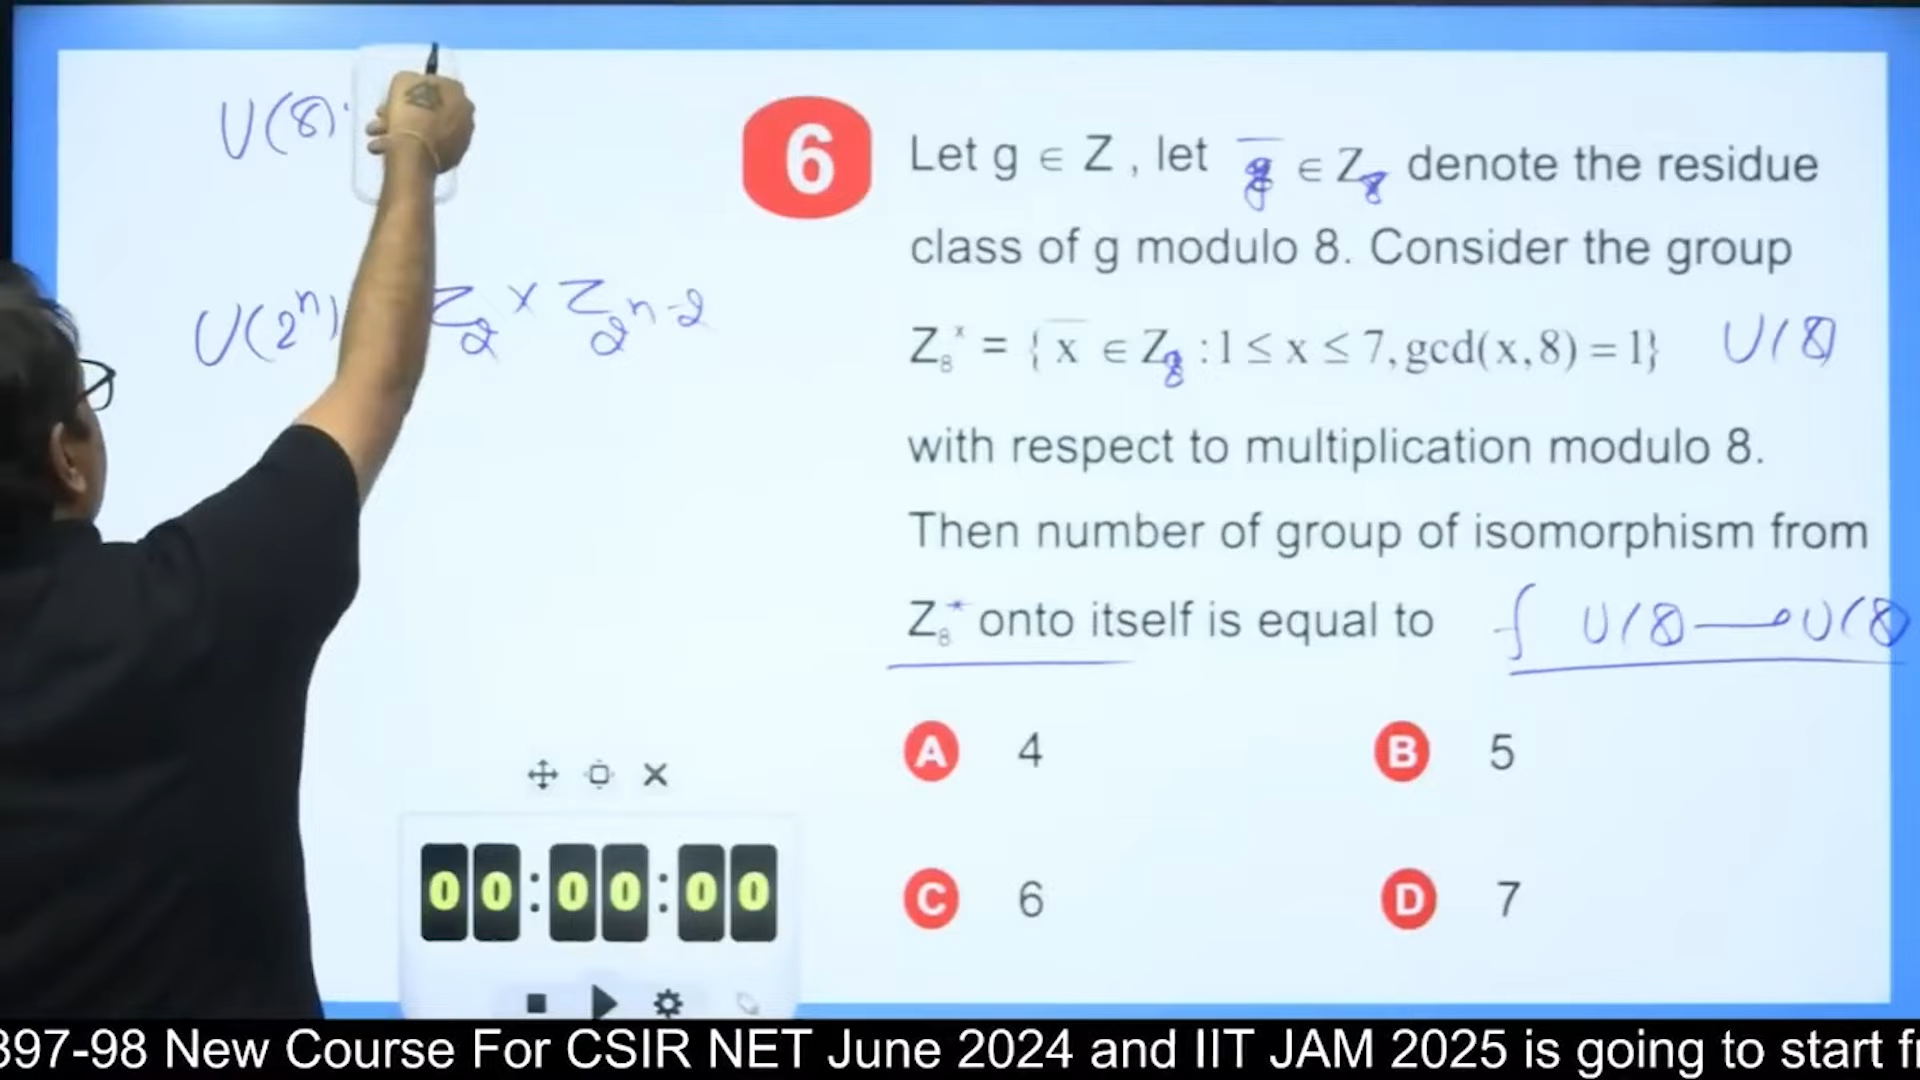 U(8)
U(2ⁿ) Z₂ × Z₂ⁿ⁻²
6
Let g ∈ Z , let g̅ ∈ Z₈ denote the residue
class of g modulo 8. Consider the group
Z₈ˣ = { x̅ ∈ Z₈ : 1 ≤ x ≤ 7, gcd(x, 8) = 1} U(8)
with respect to multiplication modulo 8.
Then number of group of isomorphism from
Z₈* onto itself is equal to f U(8) → U(8)
A 4
B 5
C 6
D 7
00:00:00
397-98 New Course For CSIR NET June 2024 and IIT JAM 2025 is going to start